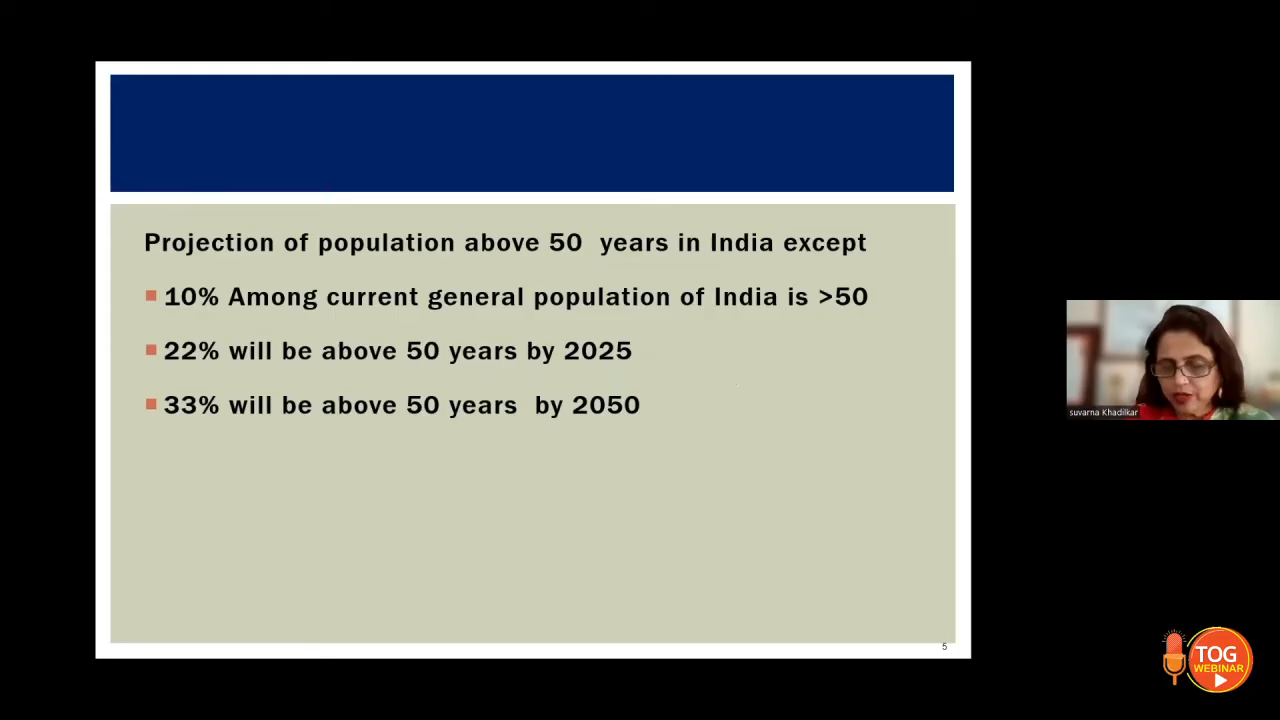 Projection of population above 50 years in India except
10% Among current general population of India is >50
22% will be above 50 years by 2025
33% will be above 50 years by 2050
5
suvarna Khadilkar
TOG
WEBINAR